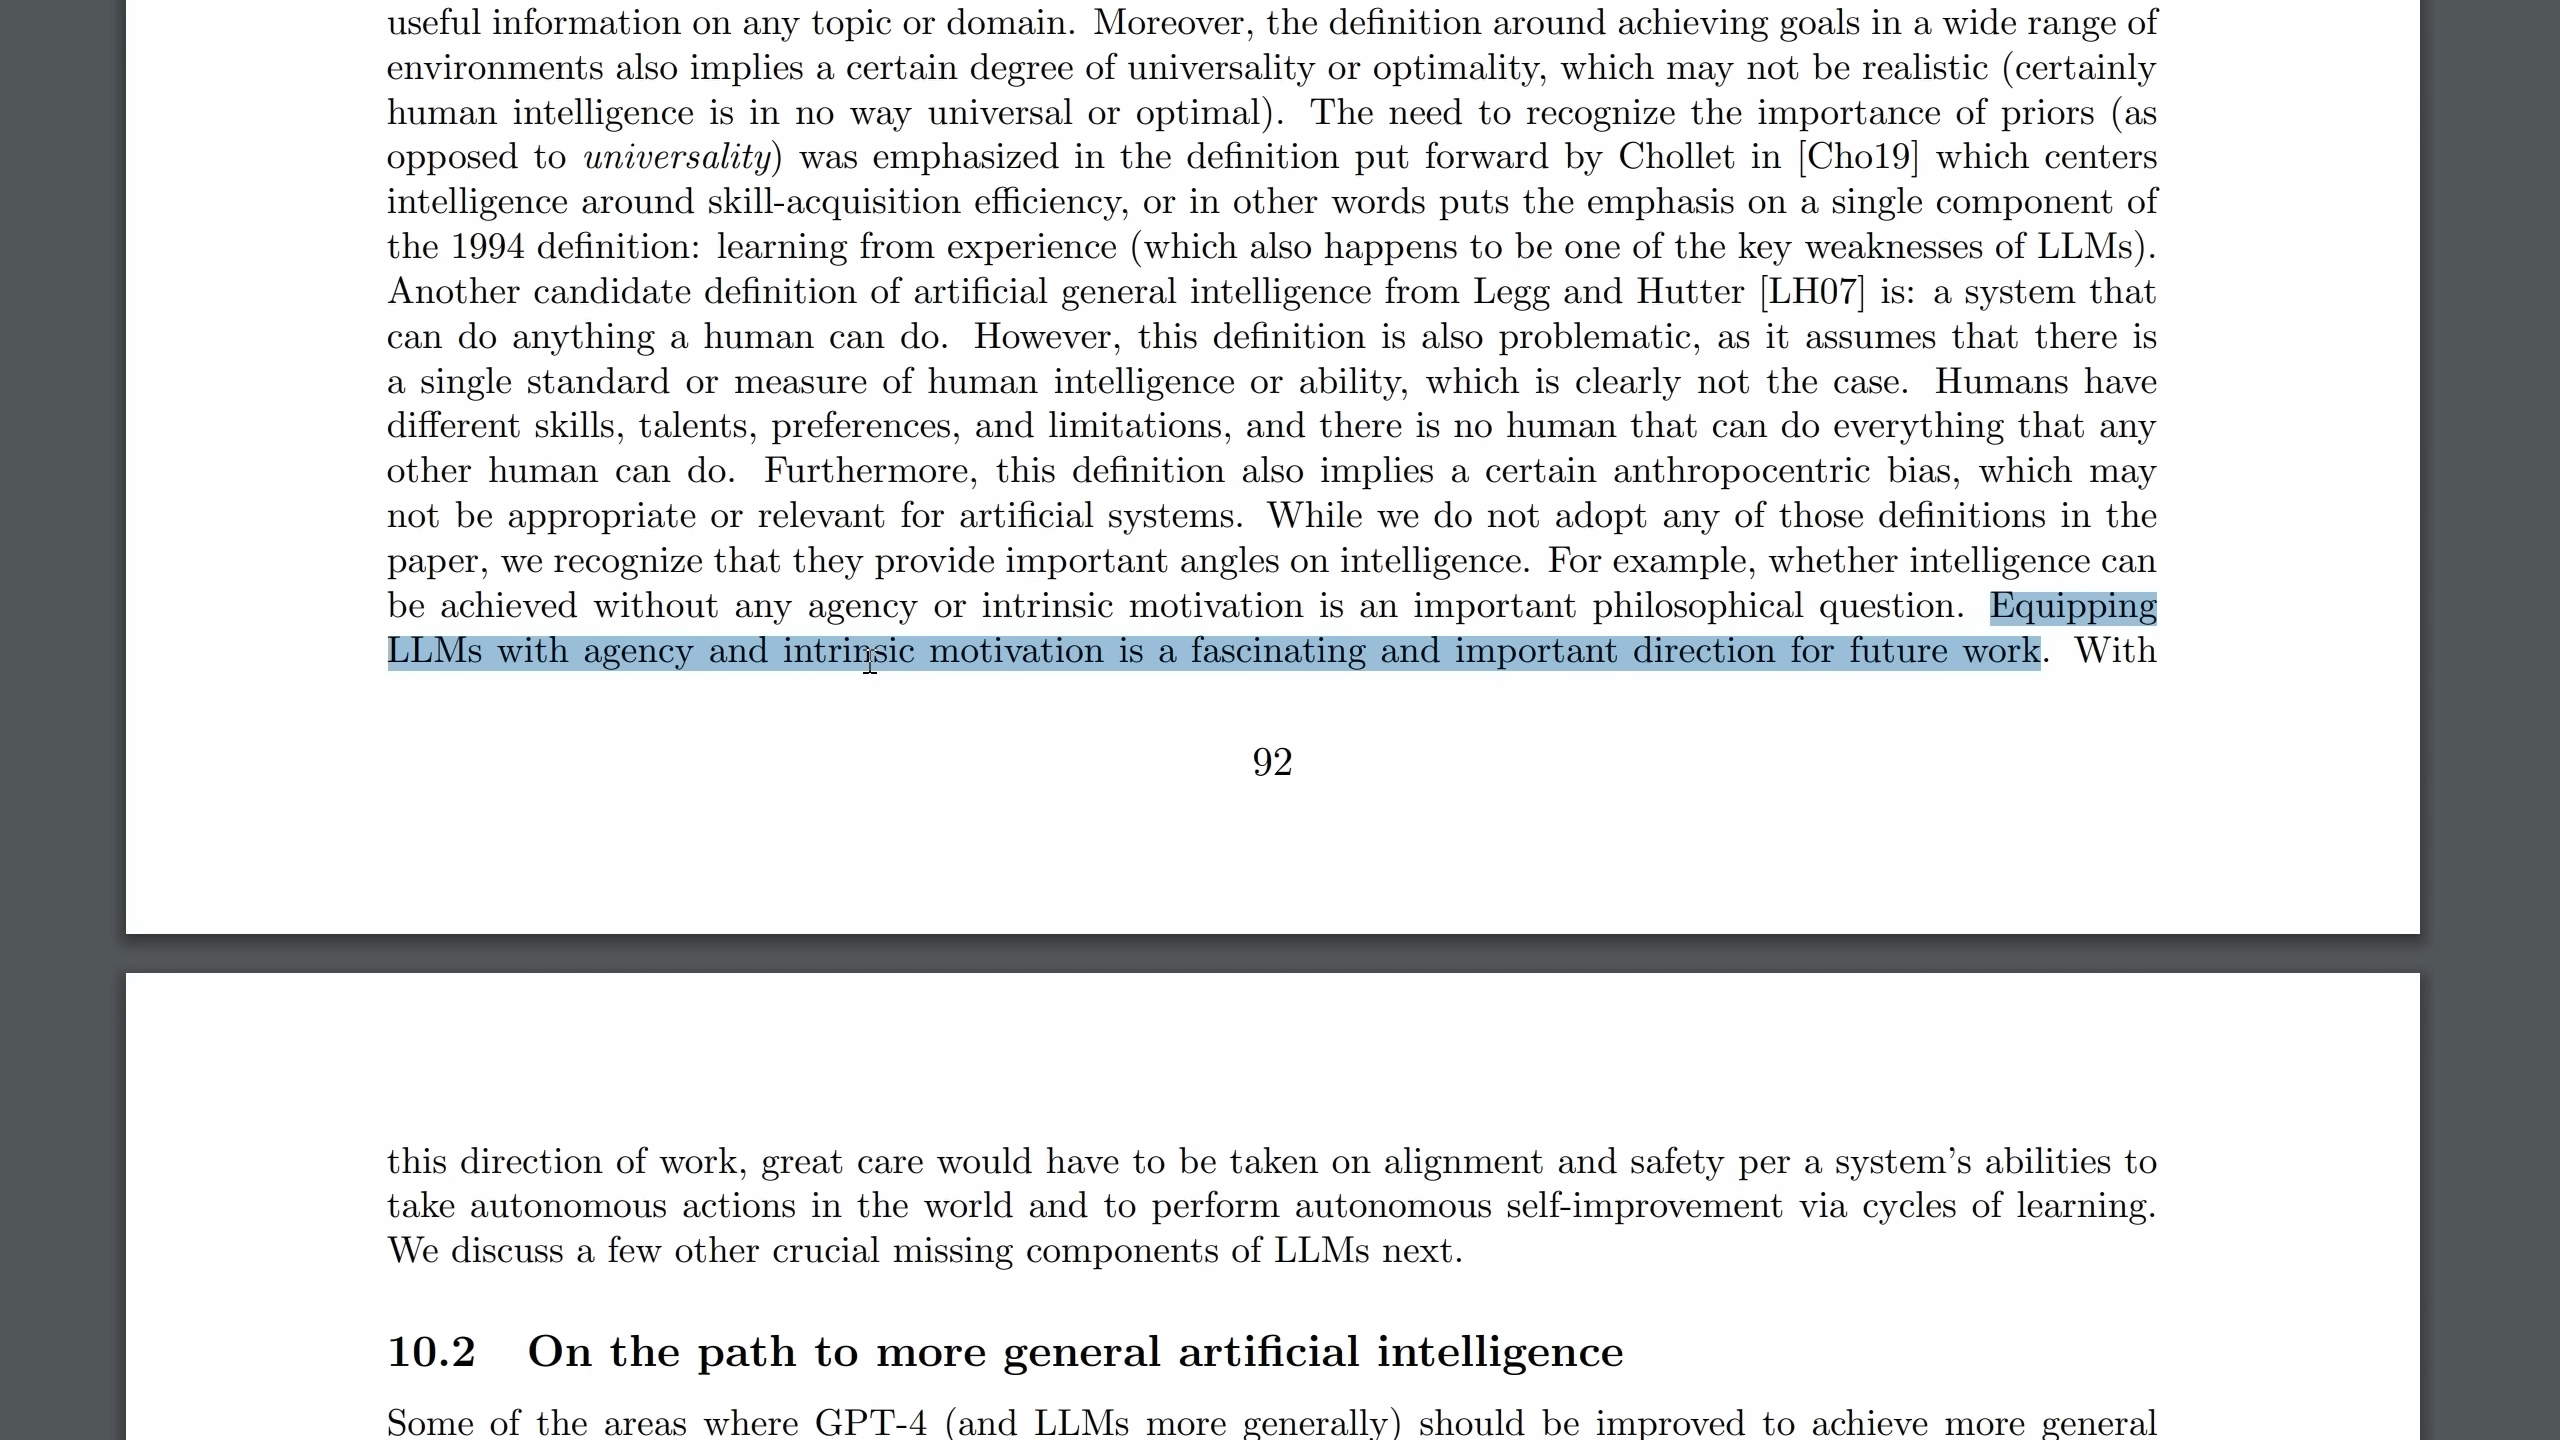 useful information on any topic or domain. Moreover, the definition around achieving goals in a wide range of
environments also implies a certain degree of universality or optimality, which may not be realistic (certainly
human intelligence is in no way universal or optimal). The need to recognize the importance of priors (as
opposed to universality) was emphasized in the definition put forward by Chollet in [Cho19] which centers
intelligence around skill-acquisition efficiency, or in other words puts the emphasis on a single component of
the 1994 definition: learning from experience (which also happens to be one of the key weaknesses of LLMs).
Another candidate definition of artificial general intelligence from Legg and Hutter [LH07] is: a system that
can do anything a human can do. However, this definition is also problematic, as it assumes that there is
a single standard or measure of human intelligence or ability, which is clearly not the case. Humans have
different skills, talents, preferences, and limitations, and there is no human that can do everything that any
other human can do. Furthermore, this definition also implies a certain anthropocentric bias, which may
not be appropriate or relevant for artificial systems. While we do not adopt any of those definitions in the
paper, we recognize that they provide important angles on intelligence. For example, whether intelligence can
be achieved without any agency or intrinsic motivation is an important philosophical question. Equipping
LLMs with agency and intrinsic motivation is a fascinating and important direction for future work. With
92
this direction of work, great care would have to be taken on alignment and safety per a system's abilities to
take autonomous actions in the world and to perform autonomous self-improvement via cycles of learning.
We discuss a few other crucial missing components of LLMs next.
10.2 On the path to more general artificial intelligence
Some of the areas where GPT-4 (and LLMs more generally) should be improved to achieve more general